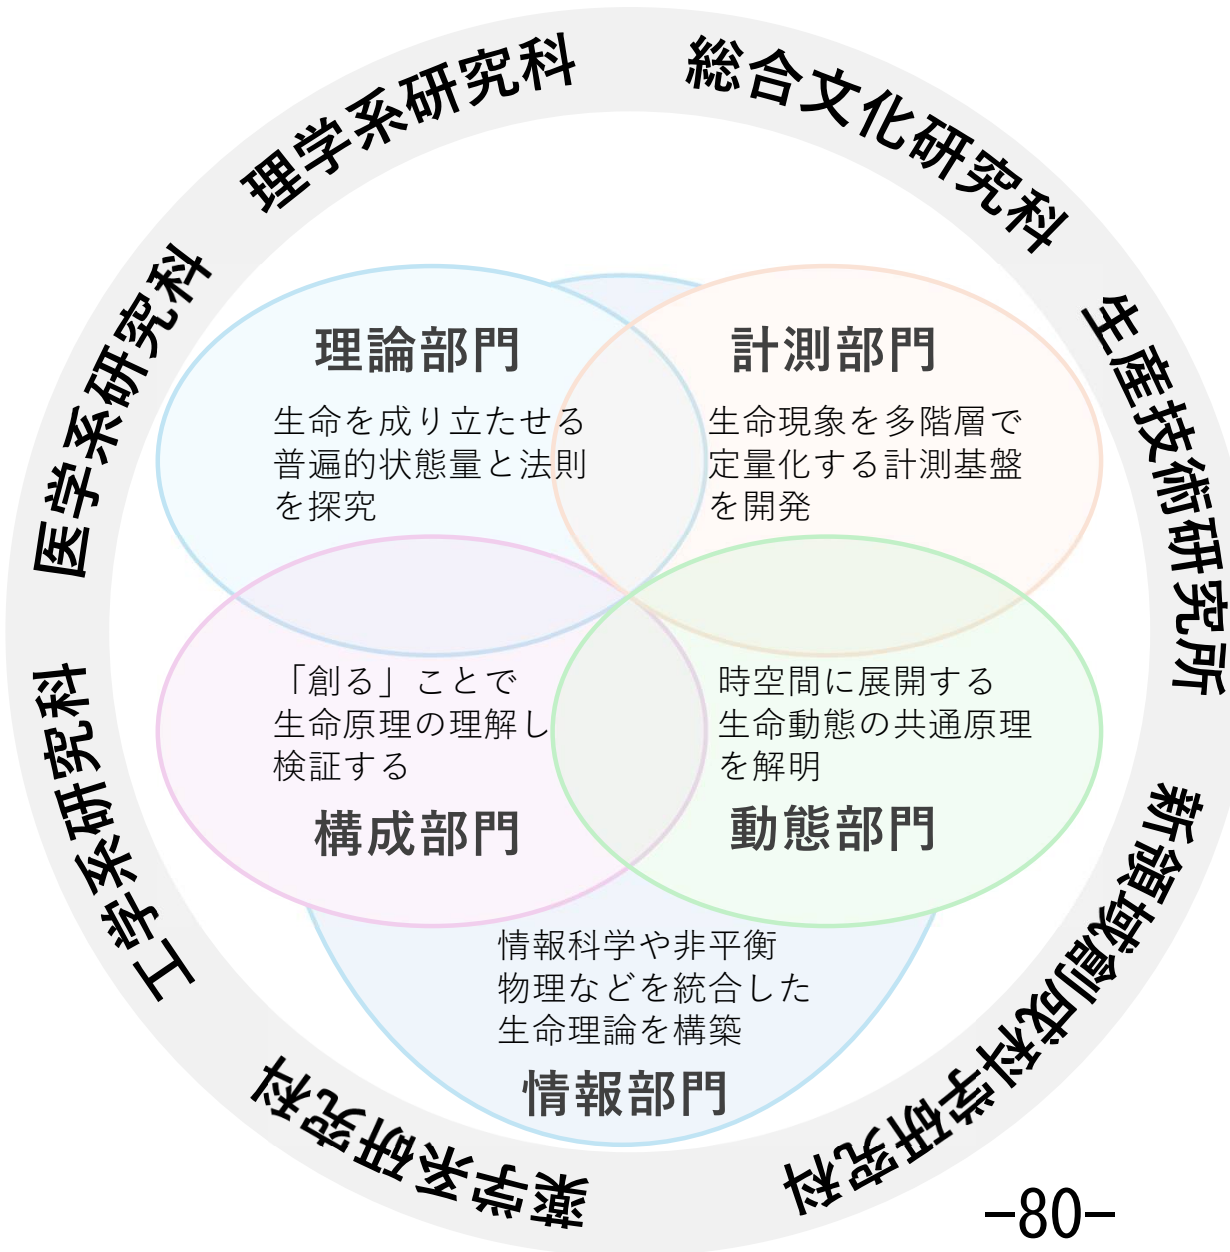 理学系研究科
総合文化研究科
生産技術研究所
新領域創成科学研究科
薬学系研究科
工学系研究科
医学系研究科
理論部門
生命を成り立たせる
普遍的状態量と法則
を探究
計測部門
生命現象を多階層で
定量化する計測基盤
を開発
「創る」ことで
生命原理の理解し
検証する
構成部門
時空間に展開する
生命動態の共通原理
を解明
動態部門
情報科学や非平衡
物理などを統合した
生命理論を構築
情報部門
-80-